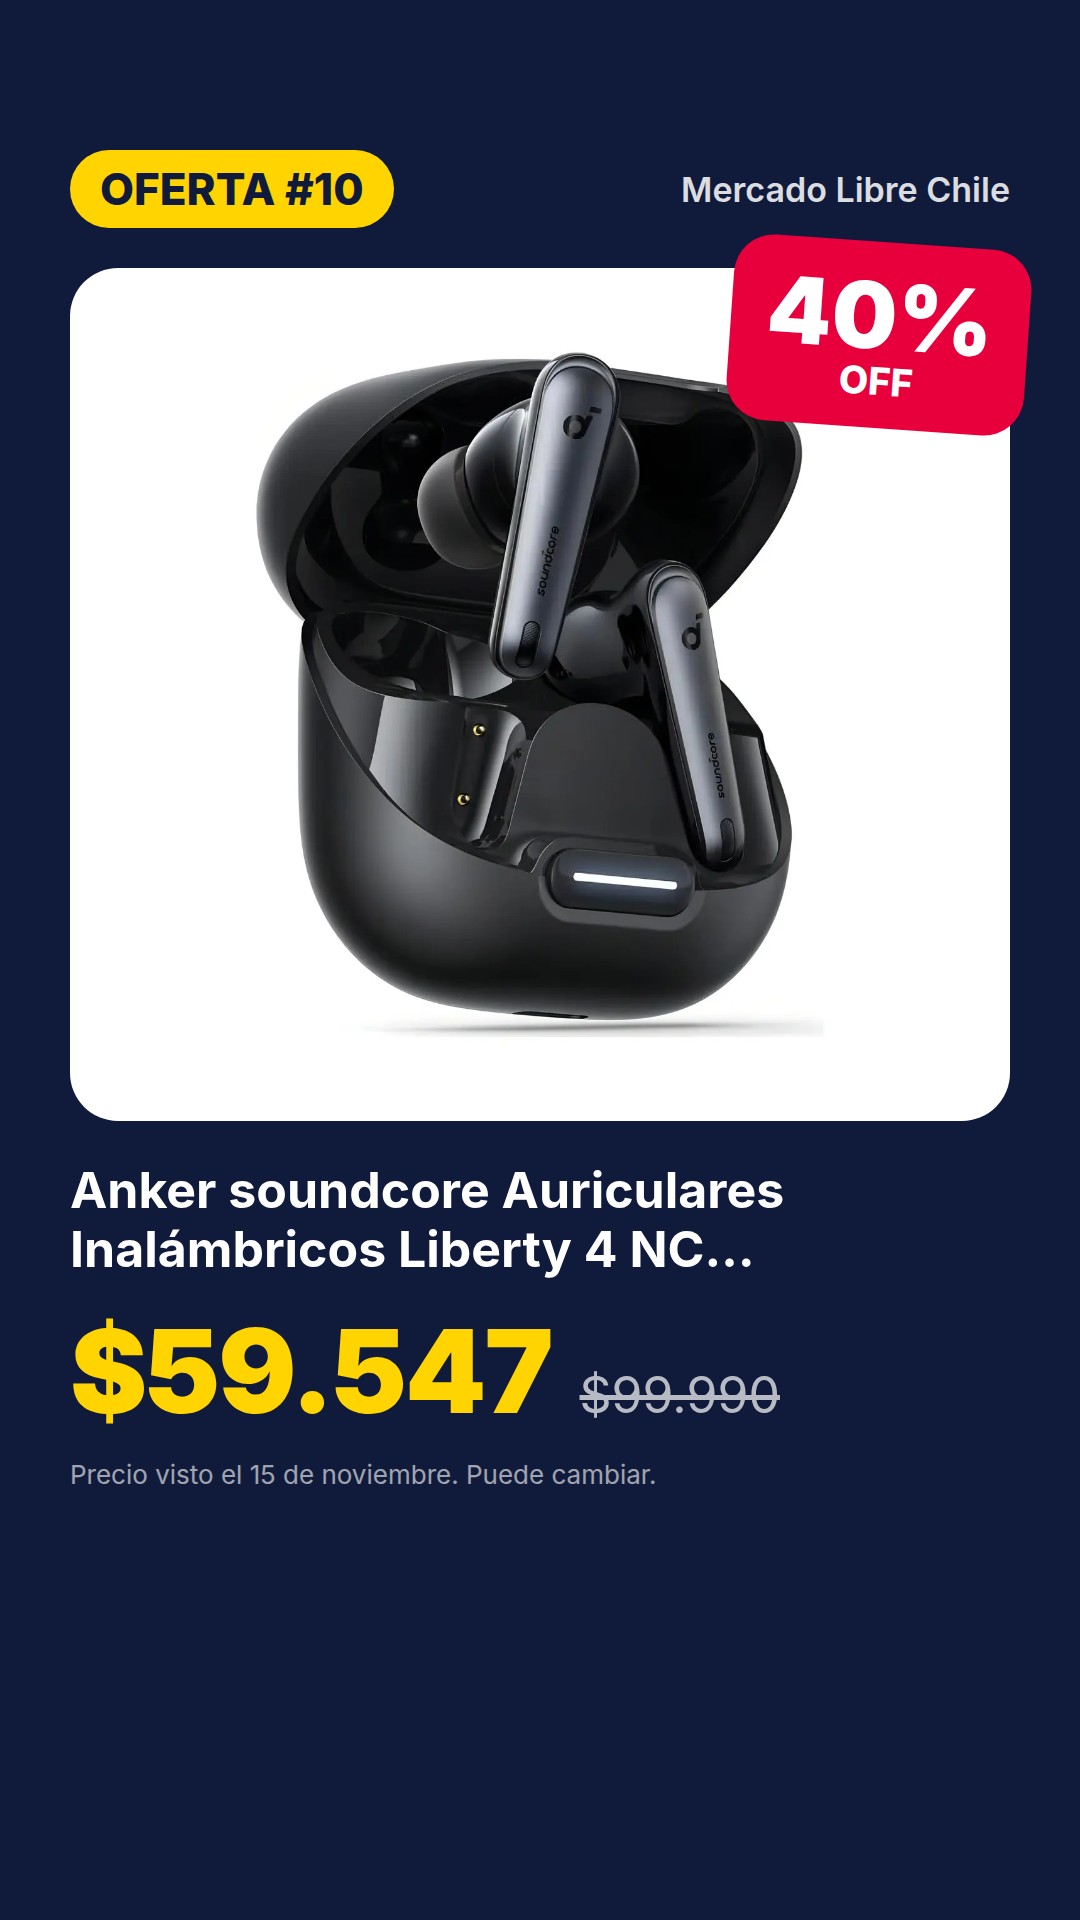 OFERTA #10
Mercado Libre Chile
40%
OFF
soundcore
soundcore
Anker soundcore Auriculares
Inalámbricos Liberty 4 NC...
$59.547 $99.990
Precio visto el 15 de noviembre. Puede cambiar.